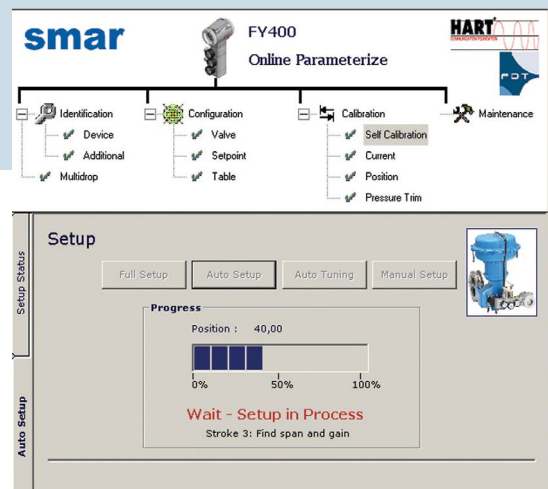 smar
FY400
Online Parameterize
HART
COMMUNICATION FOUNDATION
FDT
Identification
Device
Additional
Multidrop
Configuration
Valve
Setpoint
Table
Calibration
Self Calibration
Current
Position
Pressure Trim
Maintenance
Setup Status
Auto Setup
Setup
Full Setup
Auto Setup
Auto Tuning
Manual Setup
Progress
Position : 40,00
0% 50% 100%
Wait - Setup in Process
Stroke 3: Find span and gain